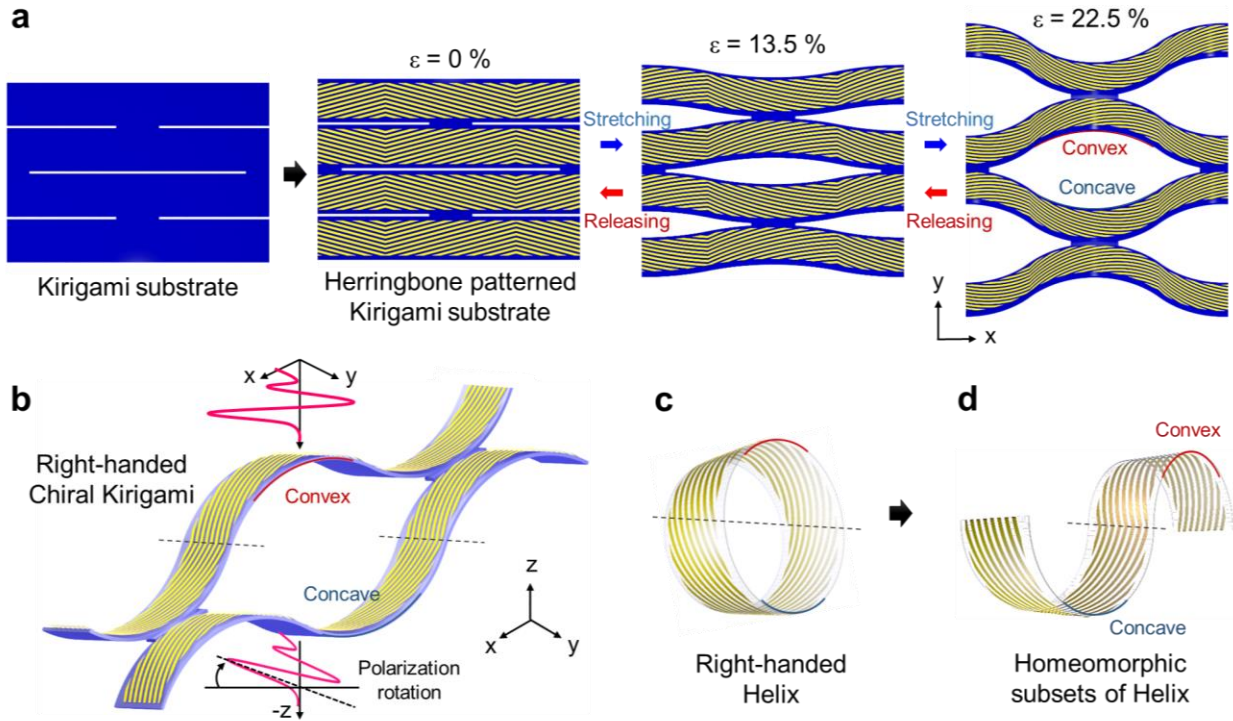 a
ε = 0 %
ε = 13.5 %
ε = 22.5 %
Stretching
Releasing
Stretching
Releasing
Convex
Concave
Kirigami substrate
Herringbone patterned
Kirigami substrate
y
x
b
x
y
Right-handed
Chiral Kirigami
Convex
Concave
z
x
y
Polarization
rotation
-z
c
Right-handed
Helix
d
Convex
Concave
Homeomorphic
subsets of Helix